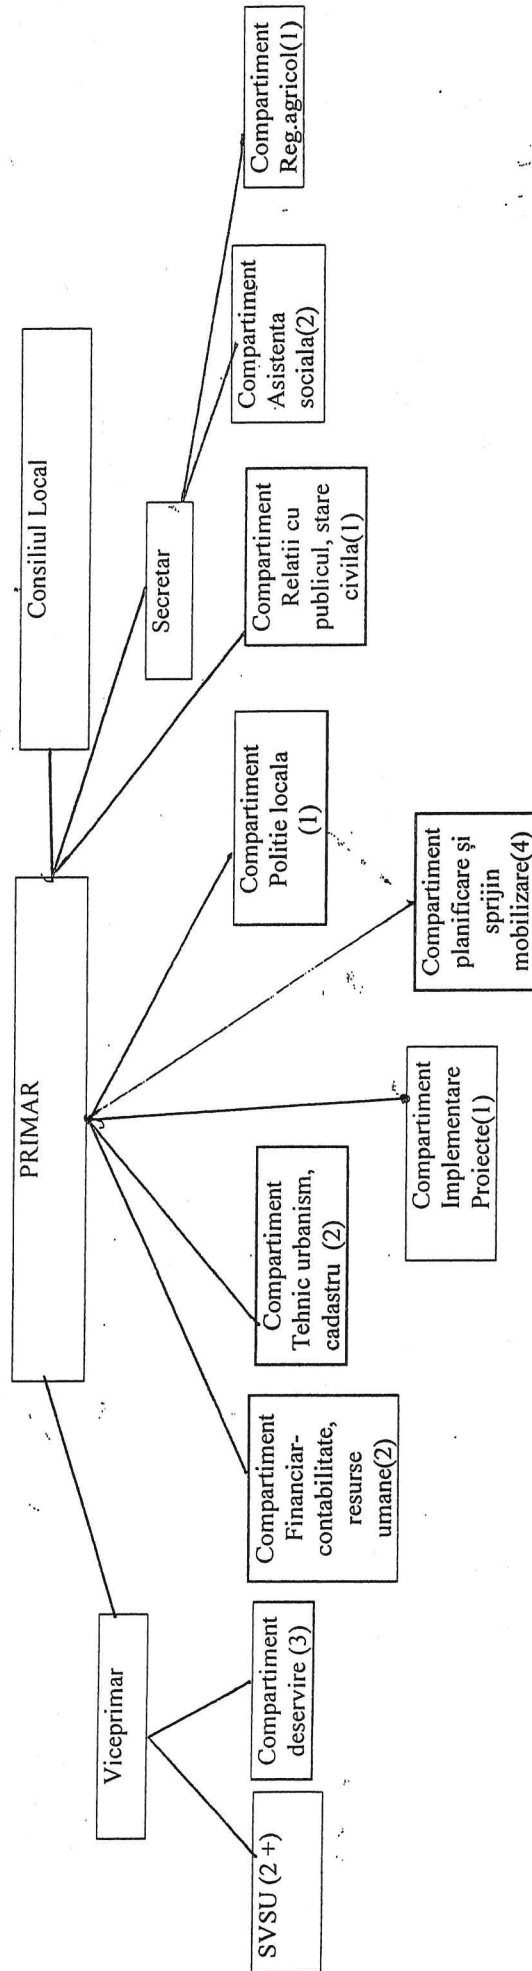 Consiliul Local
PRIMAR
Viceprimar
Secretar
SVSU (2 +)
Compartiment
deservire (3)
Compartiment
Financiar-
contabilitate,
resurse
umane(2)
Compartiment
Tehnic urbanism,
cadastru (2)
Compartiment
Implementare
Proiecte(1)
Compartiment
planificare și
sprijin
mobilizare(4)
Compartiment
Politie locala
(1)
Compartiment
Relatii cu
publicul, stare
civila(1)
Compartiment
Asistenta
sociala(2)
Compartiment
Reg.agricol(1)